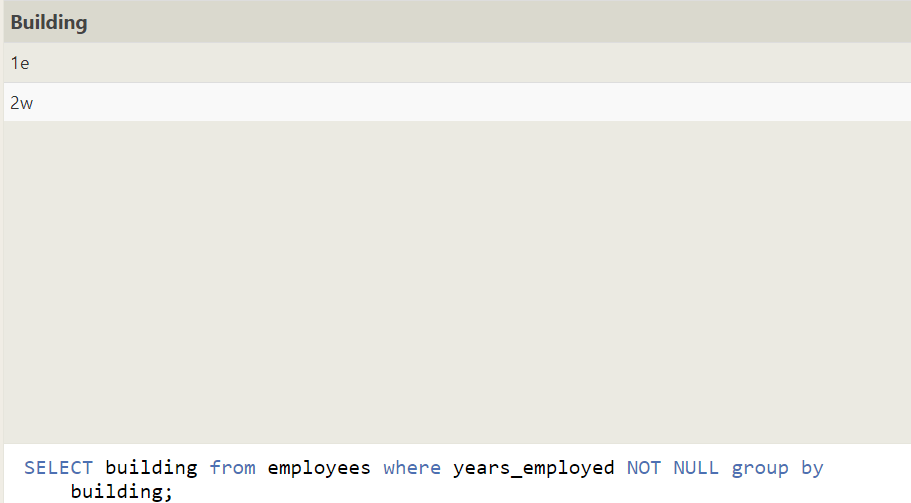 Building
1e
2w
SELECT building from employees where years_employed NOT NULL group by
building;